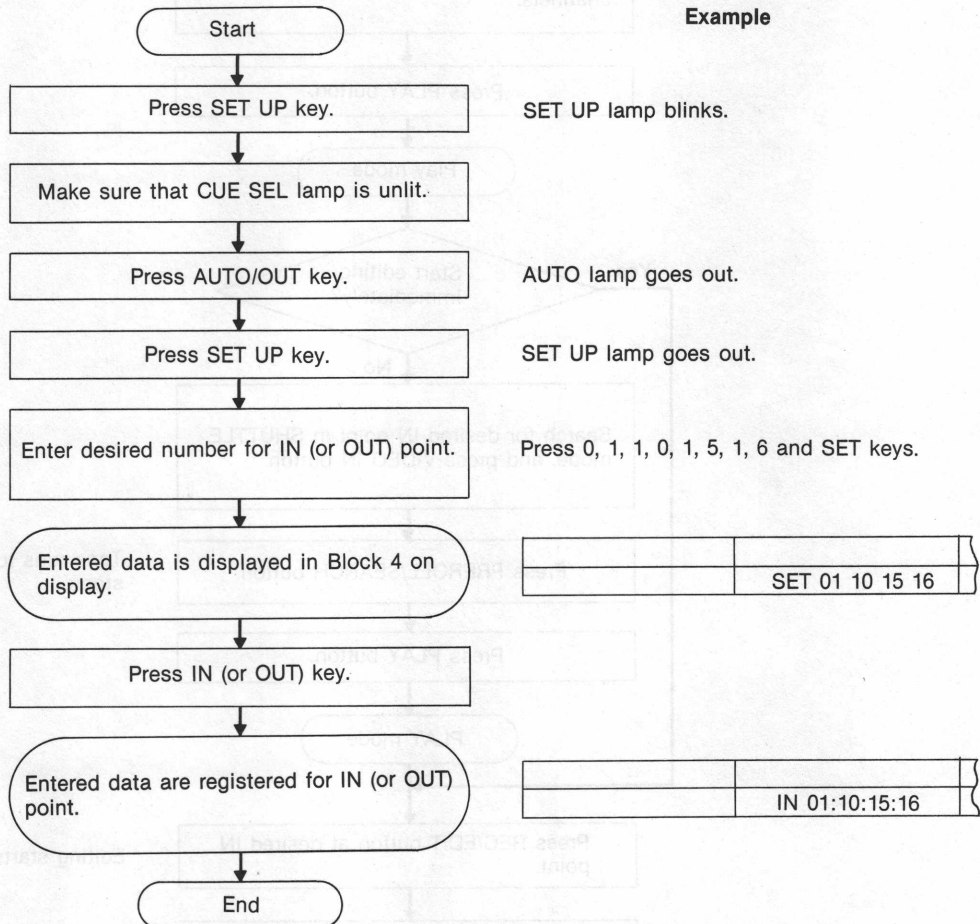 Example
Start
Press SET UP key.
SET UP lamp blinks.
Make sure that CUE SEL lamp is unlit.
Press AUTO/OUT key.
AUTO lamp goes out.
Press SET UP key.
SET UP lamp goes out.
Enter desired number for IN (or OUT) point.
Press 0, 1, 1, 0, 1, 5, 1, 6 and SET keys.
Entered data is displayed in Block 4 on
display.
SET 01 10 15 16
Press IN (or OUT) key.
Entered data are registered for IN (or OUT)
point.
IN 01:10:15:16
End